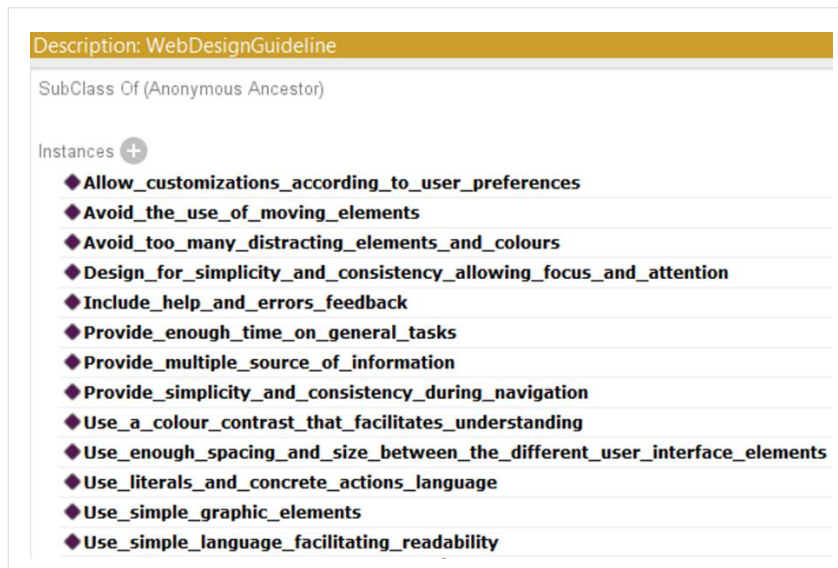 Description: WebDesignGuideline
SubClass Of (Anonymous Ancestor)
Instances
Allow_customizations_according_to_user_preferences
Avoid_the_use_of_moving_elements
Avoid_too_many_distracting_elements_and_colours
Design_for_simplicity_and_consistency_allowing_focus_and_attention
Include_help_and_errors_feedback
Provide_enough_time_on_general_tasks
Provide_multiple_source_of_information
Provide_simplicity_and_consistency_during_navigation
Use_a_colour_contrast_that_facilitates_understanding
Use_enough_spacing_and_size_between_the_different_user_interface_elements
Use_literals_and_concrete_actions_language
Use_simple_graphic_elements
Use_simple_language_facilitating_readability